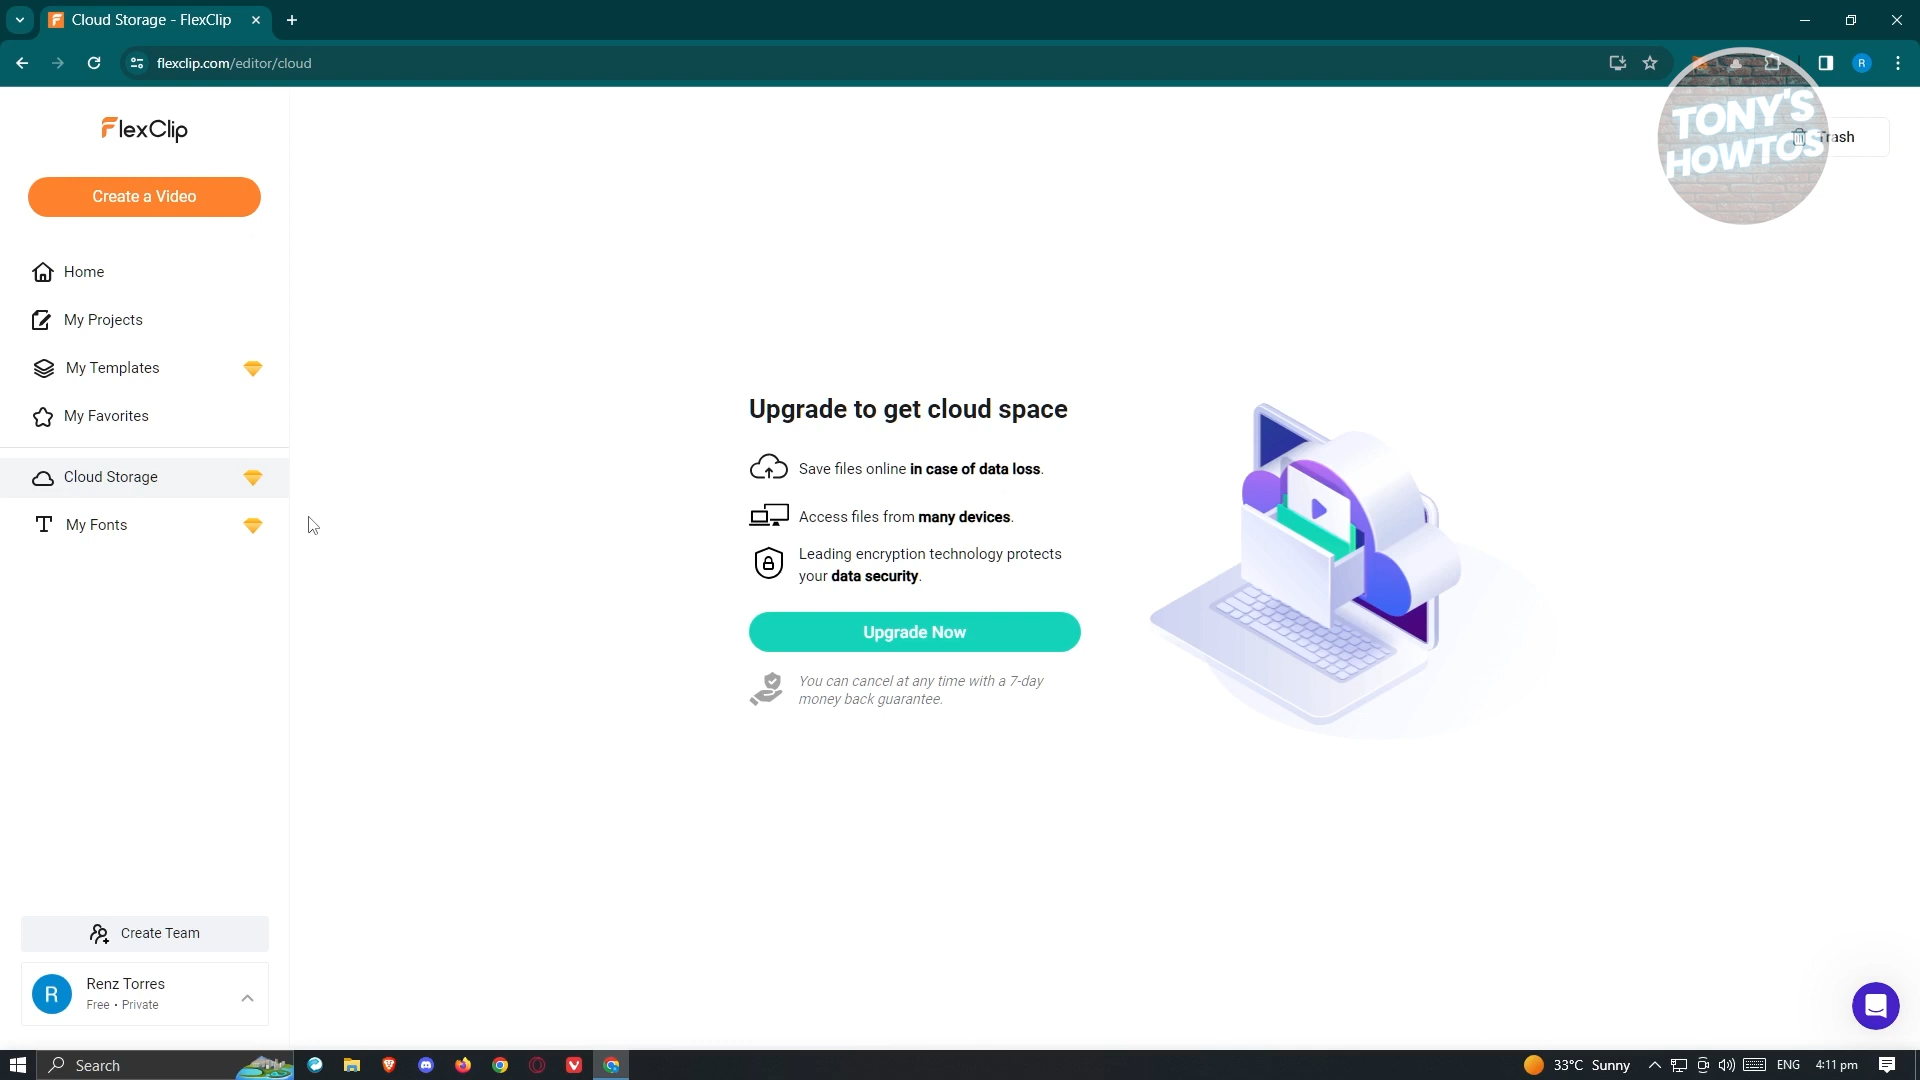 Cloud Storage - FlexClip
flexclip.com/editor/cloud
R
FlexClip
TONY'S
HOWTOS
Trash
Create a Video
Home
My Projects
My Templates
My Favorites
Cloud Storage
My Fonts
Upgrade to get cloud space
Save files online in case of data loss.
Access files from many devices.
Leading encryption technology protects
your data security.
Upgrade Now
You can cancel at any time with a 7-day
money back guarantee.
Create Team
R
Renz Torres
Free • Private
Search
33°C Sunny
ENG
4:11 pm